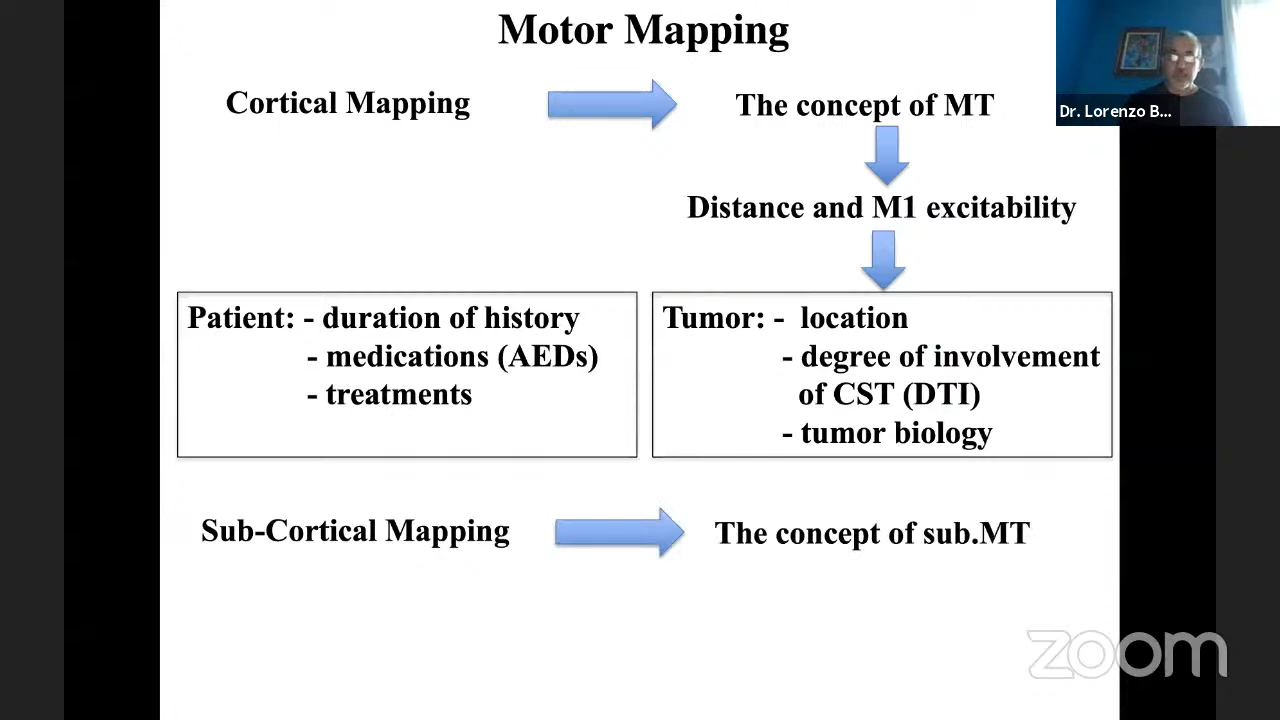 Motor Mapping
Dr. Lorenzo B...
Cortical Mapping
The concept of MT
Distance and M1 excitability
Patient: - duration of history
- medications (AEDs)
- treatments
Tumor: - location
- degree of involvement
of CST (DTI)
- tumor biology
Sub-Cortical Mapping
The concept of sub.MT
zoom